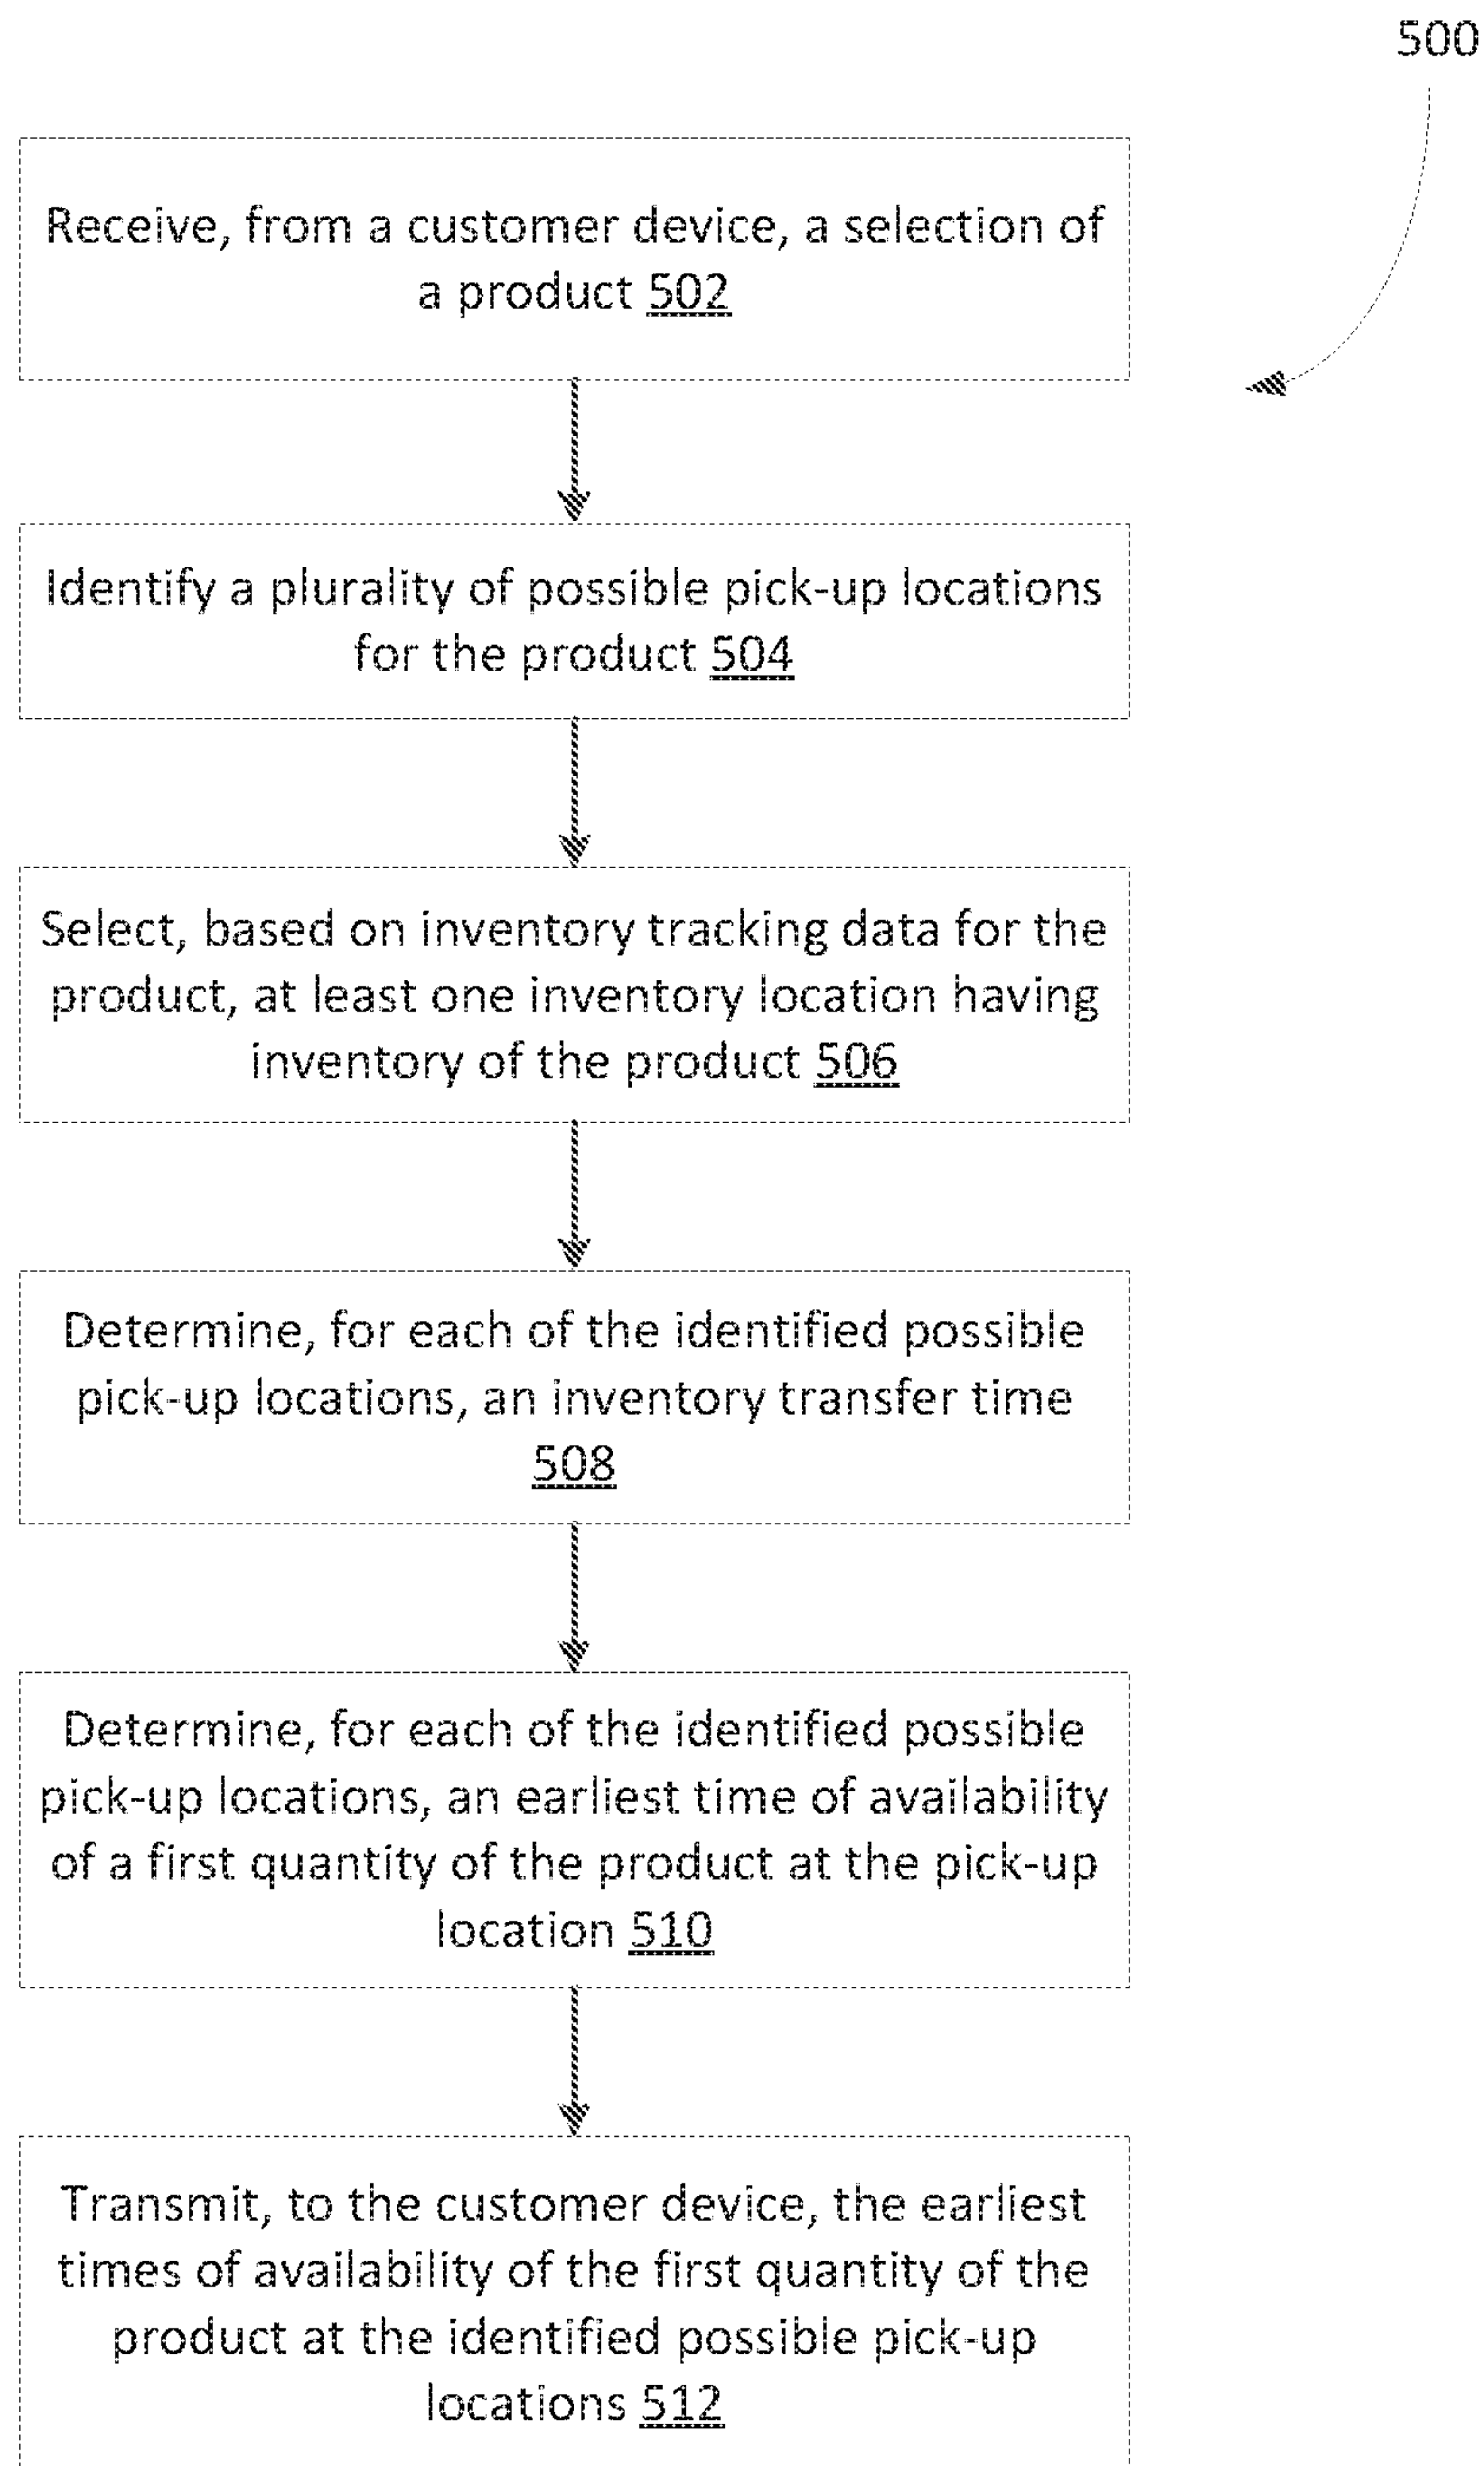 500
Receive, from a customer device, a selection of
a product 502
Identify a plurality of possible pick-up locations
for the product 504
Select, based on inventory tracking data for the
product, at least one inventory location having
inventory of the product 506
Determine, for each of the identified possible
pick-up locations, an inventory transfer time
508
Determine, for each of the identified possible
pick-up locations, an earliest time of availability
of a first quantity of the product at the pick-up
location 510
Transmit, to the customer device, the earliest
times of availability of the first quantity of the
product at the identified possible pick-up
locations 512